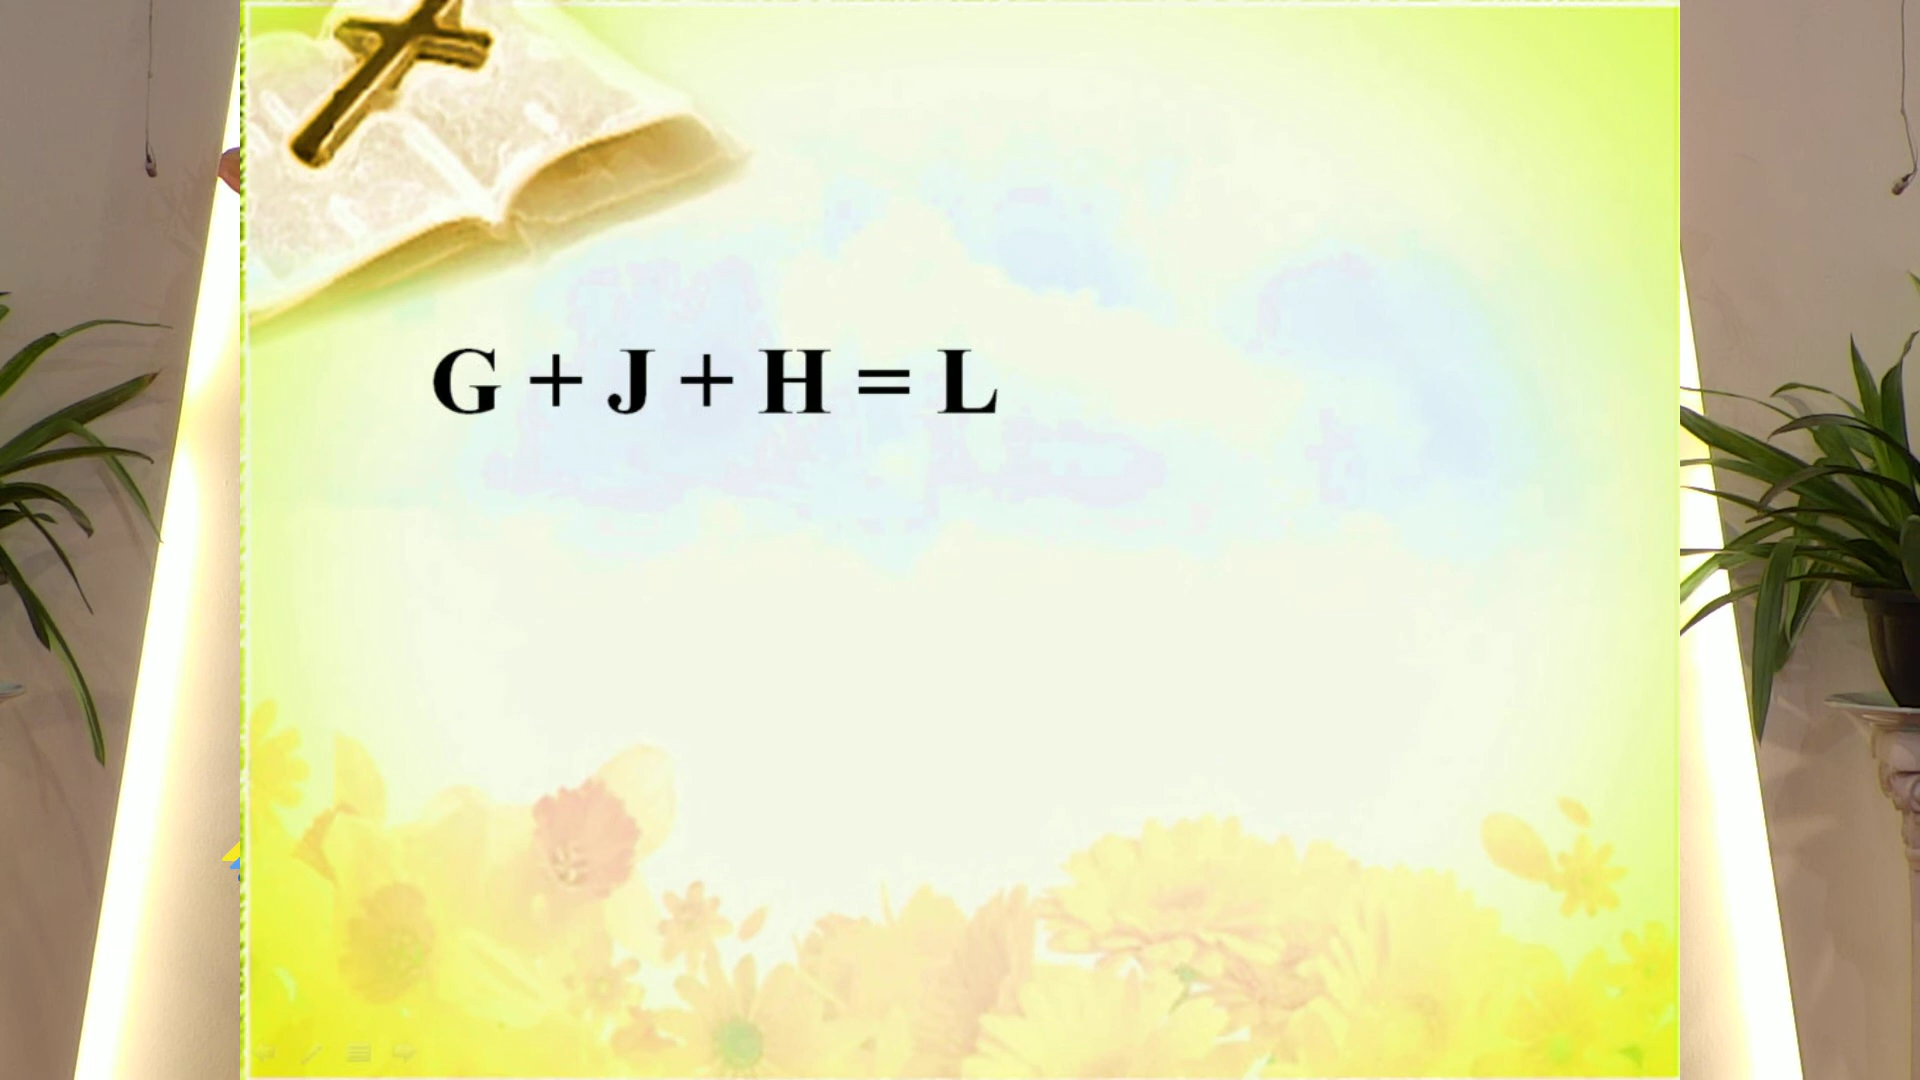 G + J + H = L